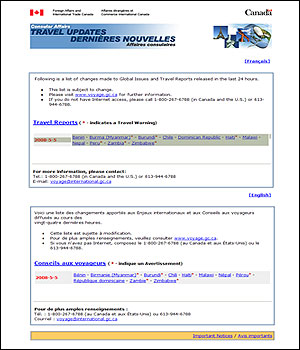 Foreign Affairs and Affaires étrangères et
International Trade Canada Commerce international Canada
Canada
Consular Affairs
TRAVEL UPDATES
DERNIÈRES NOUVELLES
Affaires consulaires
[Français]
Following is a list of changes made to Global Issues and Travel Reports released in the last 24 hours.
This list is subject to change.
Please visit www.voyage.gc.ca for further information.
If you do not have Internet access, please call 1-800-267-6788 (in Canada and the U.S.) or 613-
944-6788.
Travel Reports ( * - indicates a Travel Warning)
2008-5-5 Benin - Burma (Myanmar)* - Burundi* - Chile - Dominican Republic - Haiti* - Malawi -
Nepal - Peru* - Zambia* - Zimbabwe*
For more information, please contact:
Tel.: 1-800-267-6788 (in Canada and the U.S.) or 613-944-6788
E-mail: voyage@international.gc.ca
[English]
Voici une liste des changements apportés aux Enjeux internationaux et aux Conseils aux voyageurs
diffusés au cours des
vingt-quatre dernières heures.
Cette liste est sujette à modification.
Pour de plus amples renseignements, veuillez consulter www.voyage.gc.ca.
Si vous n'avez pas Internet, composez le 1-800-267-6788 (au Canada et aux États-Unis) ou le
613-944-6788.
Conseils aux voyageurs ( * - indique un Avertissement)
2008-5-5 Bénin - Birmanie (Myanmar)* - Burundi* - Chili - Haïti* - Malawi - Népal - Pérou* -
République dominicaine - Zambie* - Zimbabwe*
Pour de plus amples renseignements :
Tél. : 1-800-267-6788 (au Canada et aux États-Unis) ou 613-944-6788
Courriel : voyage@international.gc.ca
Important Notices / Avis importants